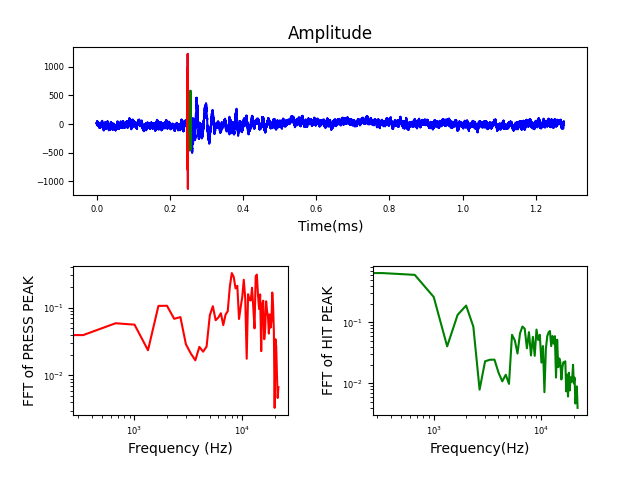 Amplitude
1000
500
0
−500
−1000
0.0 0.2 0.4 0.6 0.8 1.0 1.2
Time(ms)
FFT of PRESS PEAK
10⁻¹
10⁻²
10³ 10⁴
Frequency (Hz)
FFT of HIT PEAK
10⁻¹
10⁻²
10³ 10⁴
Frequency(Hz)